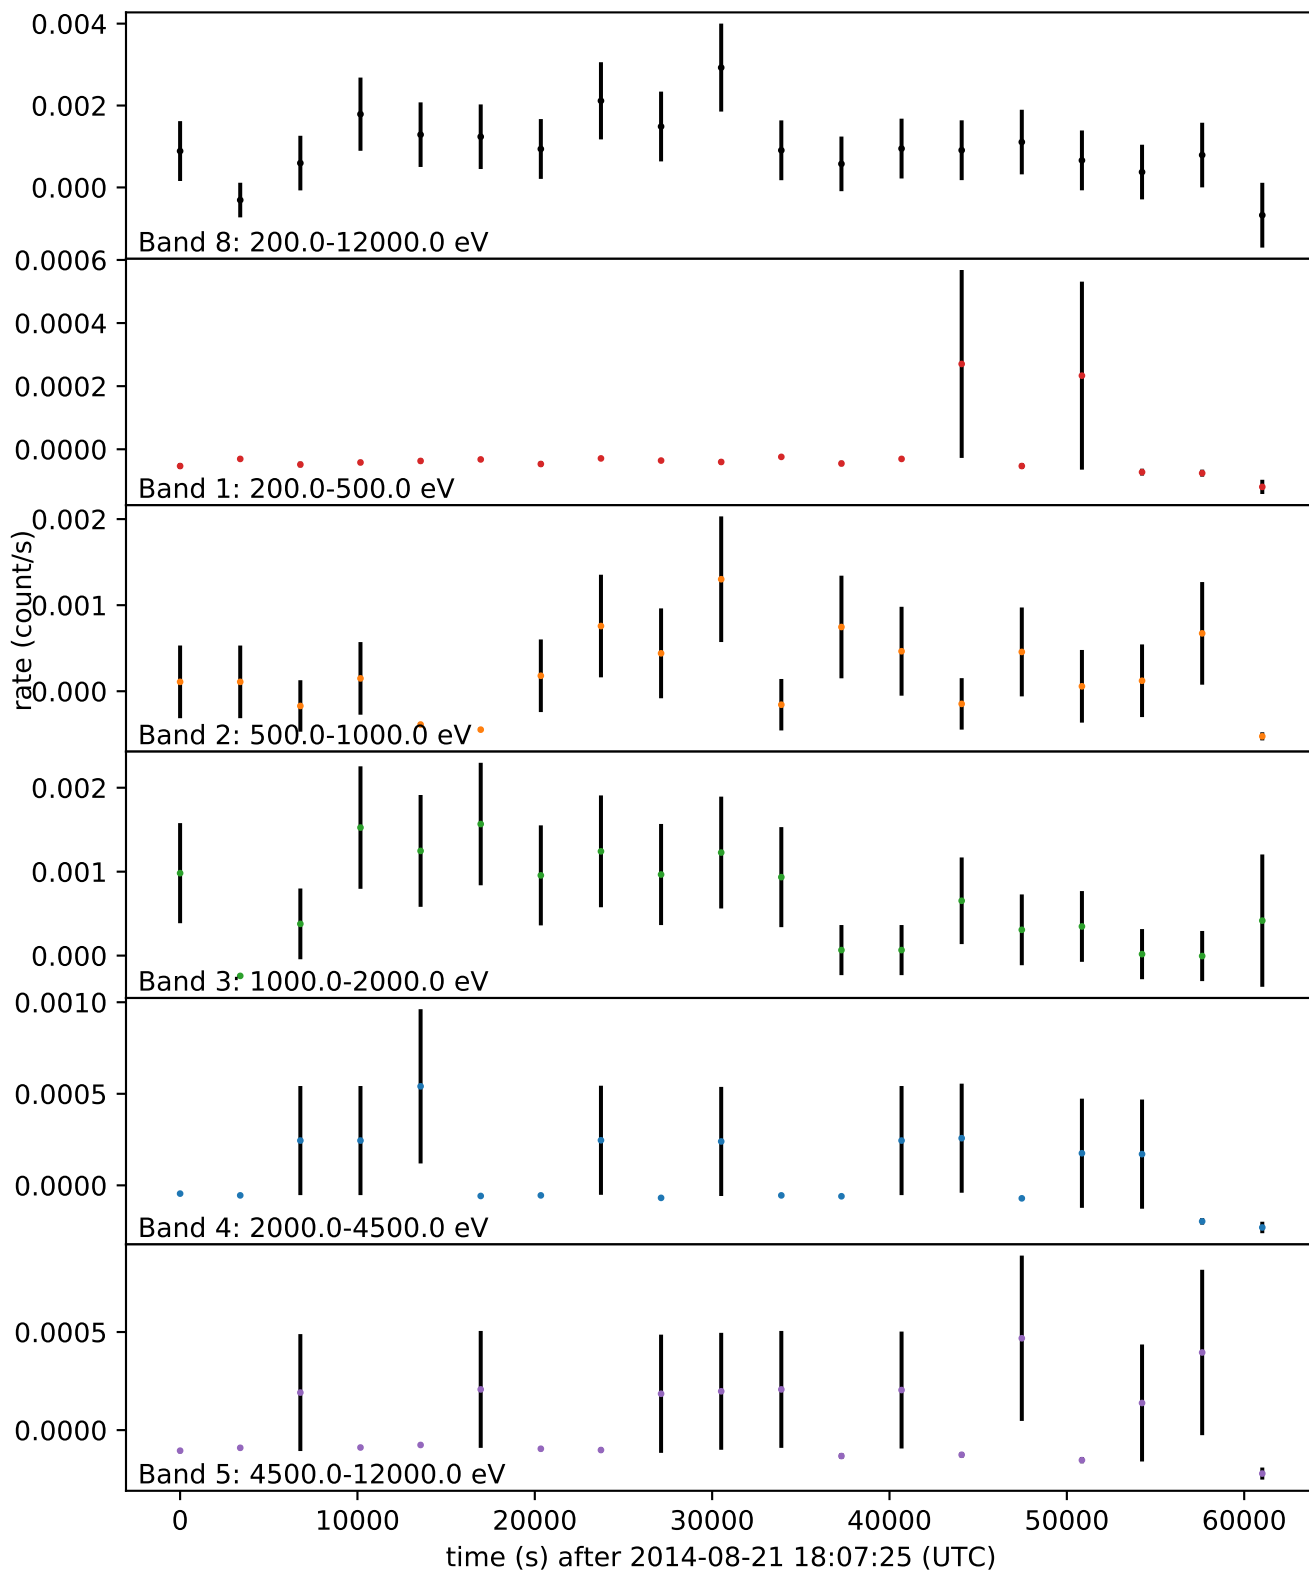 0.004
0.002
0.000
Band 8: 200.0-12000.0 eV
0.0006
0.0004
0.0002
0.0000
Band 1: 200.0-500.0 eV
rate (count/s)
0.002
0.001
0.000
Band 2: 500.0-1000.0 eV
0.002
0.001
0.000
Band 3: 1000.0-2000.0 eV
0.0010
0.0005
0.0000
Band 4: 2000.0-4500.0 eV
0.0005
0.0000
Band 5: 4500.0-12000.0 eV
0 10000 20000 30000 40000 50000 60000
time (s) after 2014-08-21 18:07:25 (UTC)